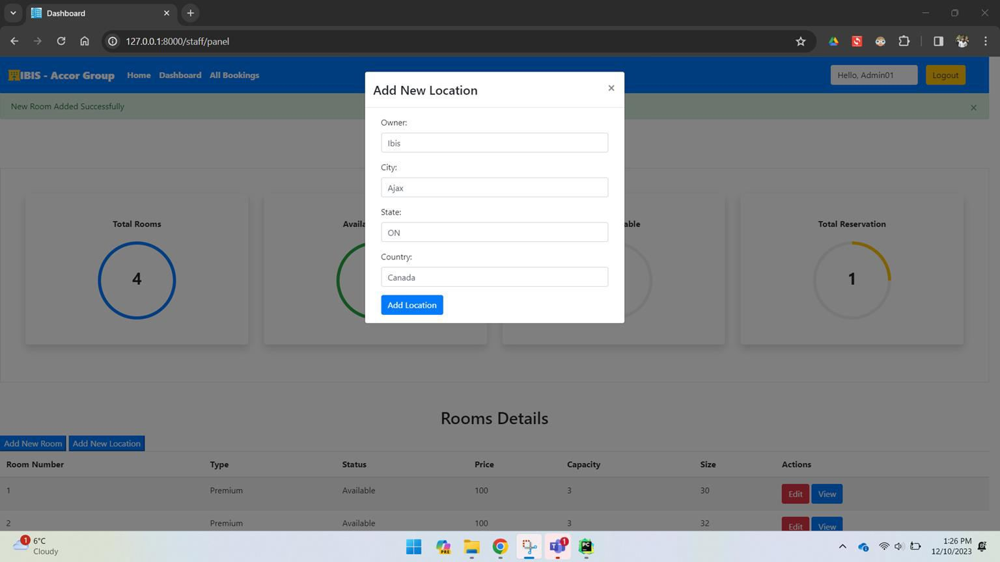 Dashboard
127.0.0.1:8000/staff/panel
IBIS - Accor Group Home Dashboard All Bookings Hello, Admin01 Logout
New Room Added Successfully
Add New Location
Owner:
Ibis
City:
Ajax
State:
ON
Country:
Canada
Add Location
Total Rooms
4
Total Reservation
1
Rooms Details
Add New Room Add New Location
Room Number Type Status Price Capacity Size Actions
1 Premium Available 100 3 30 Edit View
2 Premium Available 100 3 32 Edit View
1
6°C
Cloudy
PRE
1
PC
1:26 PM
12/10/2023